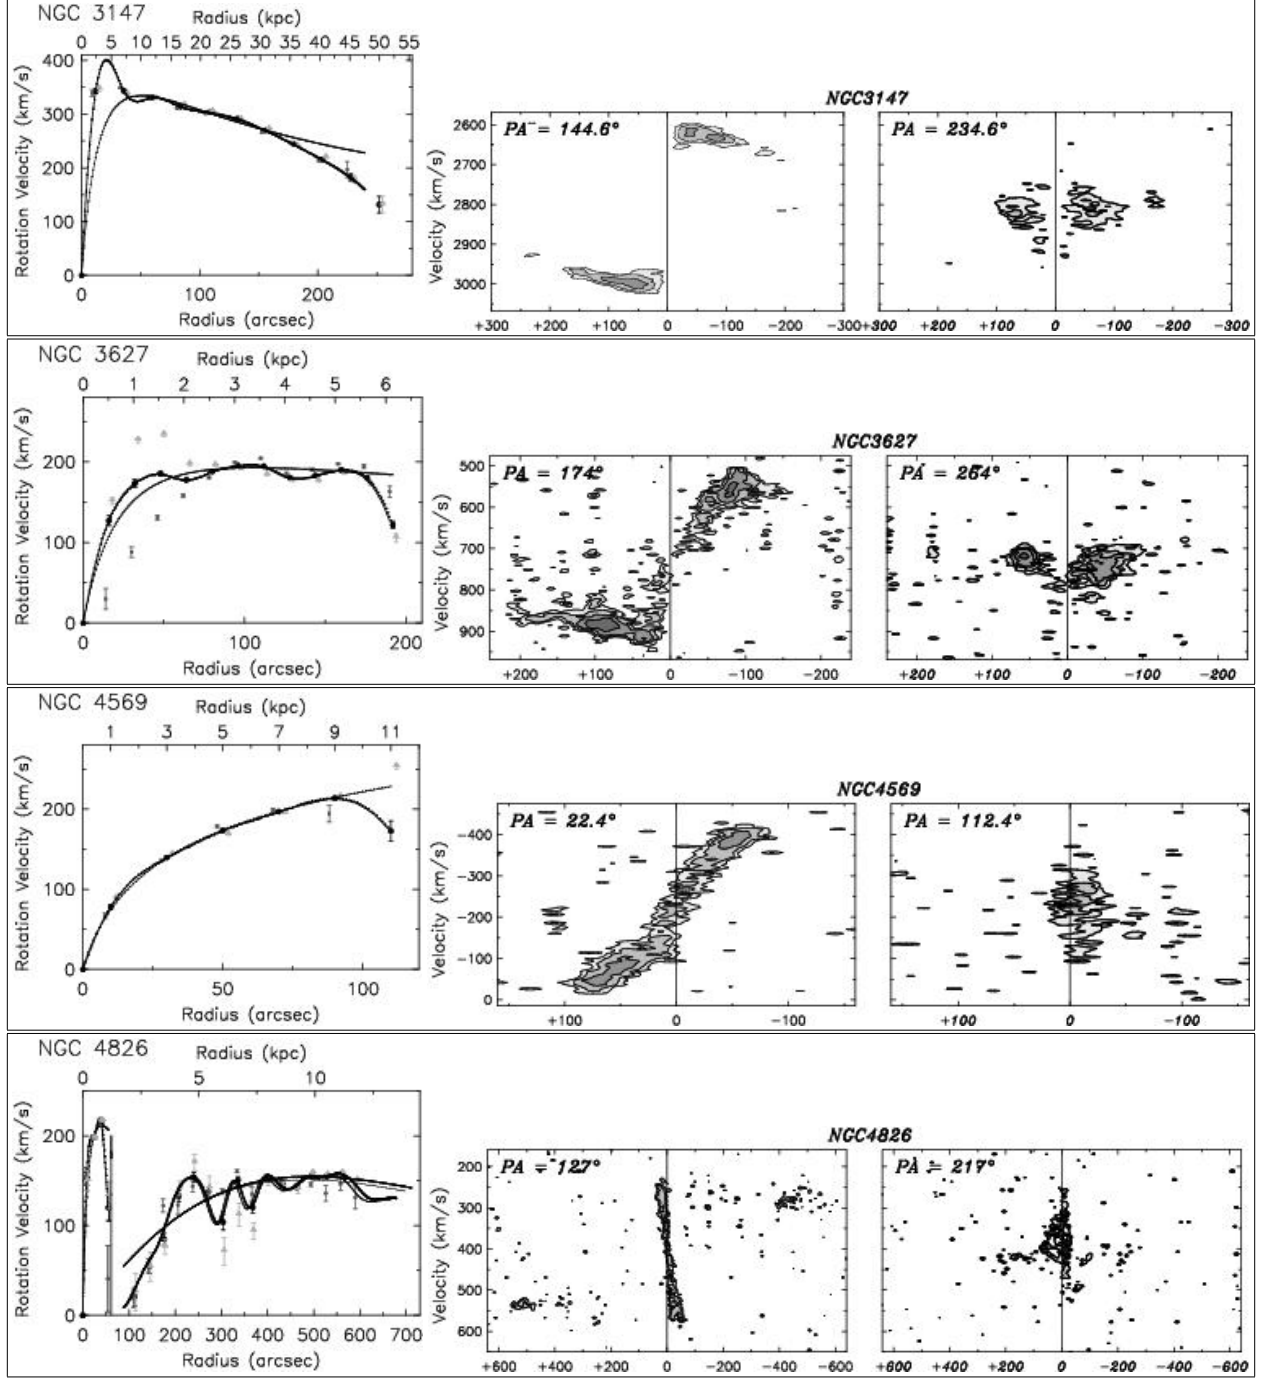 NGC 3147
Radius (kpc)
0 5 10 15 20 25 30 35 40 45 50 55
400
300
200
100
0
Rotation Velocity (km/s)
0 100 200
Radius (arcsec)
NGC3147
PA = 144.6°
PA = 234.6°
2600
2700
2800
2900
3000
Velocity (km/s)
+300 +200 +100 0 -100 -200 -300
+300 +200 +100 0 -100 -200 -300
NGC 3627
Radius (kpc)
0 1 2 3 4 5 6
200
100
0
Rotation Velocity (km/s)
0 100 200
Radius (arcsec)
NGC3627
PA = 174°
PA = 264°
500
600
700
800
900
Velocity (km/s)
+200 +100 0 -100 -200
+200 +100 0 -100 -200
NGC 4569
Radius (kpc)
1 3 5 7 9 11
200
100
0
Rotation Velocity (km/s)
0 50 100
Radius (arcsec)
NGC4569
PA = 22.4°
PA = 112.4°
-400
-300
-200
-100
0
Velocity (km/s)
+100 0 -100
+100 0 -100
NGC 4826
Radius (kpc)
0 5 10
200
100
0
Rotation Velocity (km/s)
0 100 200 300 400 500 600 700
Radius (arcsec)
NGC4826
PA = 127°
PA = 217°
200
300
400
500
600
Velocity (km/s)
+600 +400 +200 0 -200 -400 -600
+600 +400 +200 0 -200 -400 -600